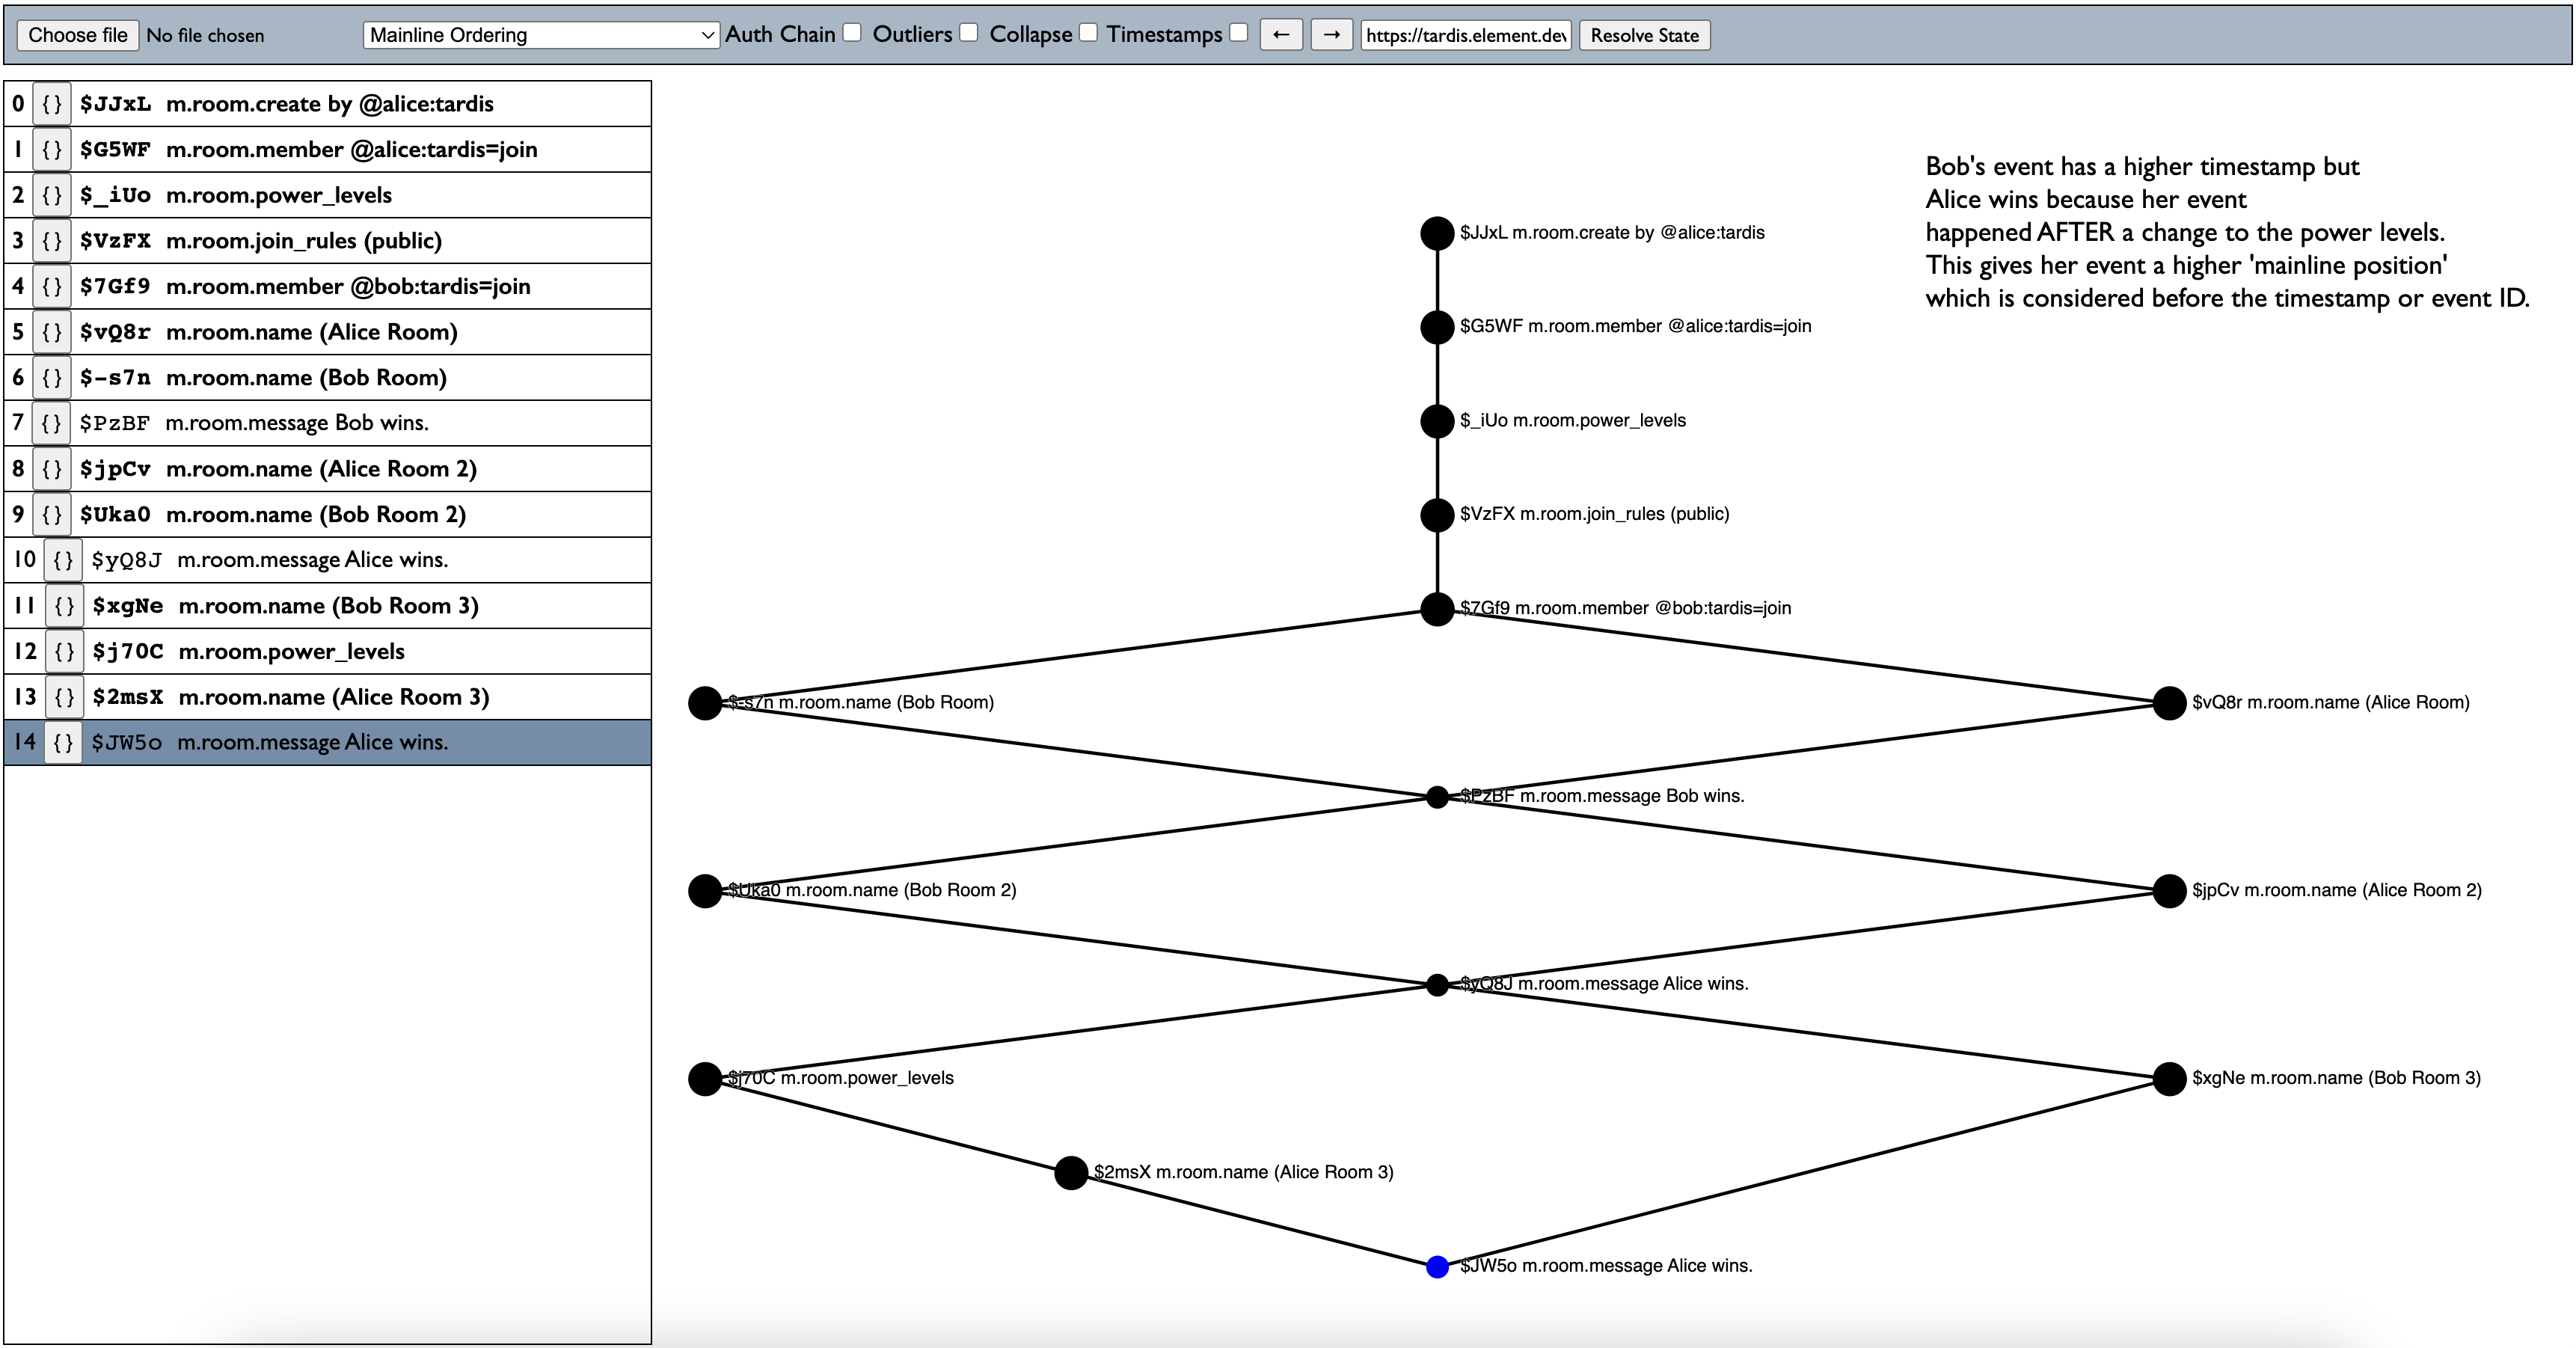 Choose file No file chosen Mainline Ordering Auth Chain Outliers Collapse Timestamps ← → https://tardis.element.dev Resolve State
0 {} $JJxL m.room.create by @alice:tardis
1 {} $G5WF m.room.member @alice:tardis=join
2 {} $_iUo m.room.power_levels
3 {} $VzFX m.room.join_rules (public)
4 {} $7Gf9 m.room.member @bob:tardis=join
5 {} $vQ8r m.room.name (Alice Room)
6 {} $-s7n m.room.name (Bob Room)
7 {} $PzBF m.room.message Bob wins.
8 {} $jpCv m.room.name (Alice Room 2)
9 {} $Uka0 m.room.name (Bob Room 2)
10 {} $yQ8J m.room.message Alice wins.
11 {} $xgNe m.room.name (Bob Room 3)
12 {} $j70C m.room.power_levels
13 {} $2msX m.room.name (Alice Room 3)
14 {} $JW5o m.room.message Alice wins.
Bob's event has a higher timestamp but
Alice wins because her event
happened AFTER a change to the power levels.
This gives her event a higher 'mainline position'
which is considered before the timestamp or event ID.
$JJxL m.room.create by @alice:tardis
$G5WF m.room.member @alice:tardis=join
$_iUo m.room.power_levels
$VzFX m.room.join_rules (public)
$7Gf9 m.room.member @bob:tardis=join
$-s7n m.room.name (Bob Room)
$vQ8r m.room.name (Alice Room)
$PzBF m.room.message Bob wins.
$Uka0 m.room.name (Bob Room 2)
$jpCv m.room.name (Alice Room 2)
$yQ8J m.room.message Alice wins.
$j70C m.room.power_levels
$xgNe m.room.name (Bob Room 3)
$2msX m.room.name (Alice Room 3)
$JW5o m.room.message Alice wins.